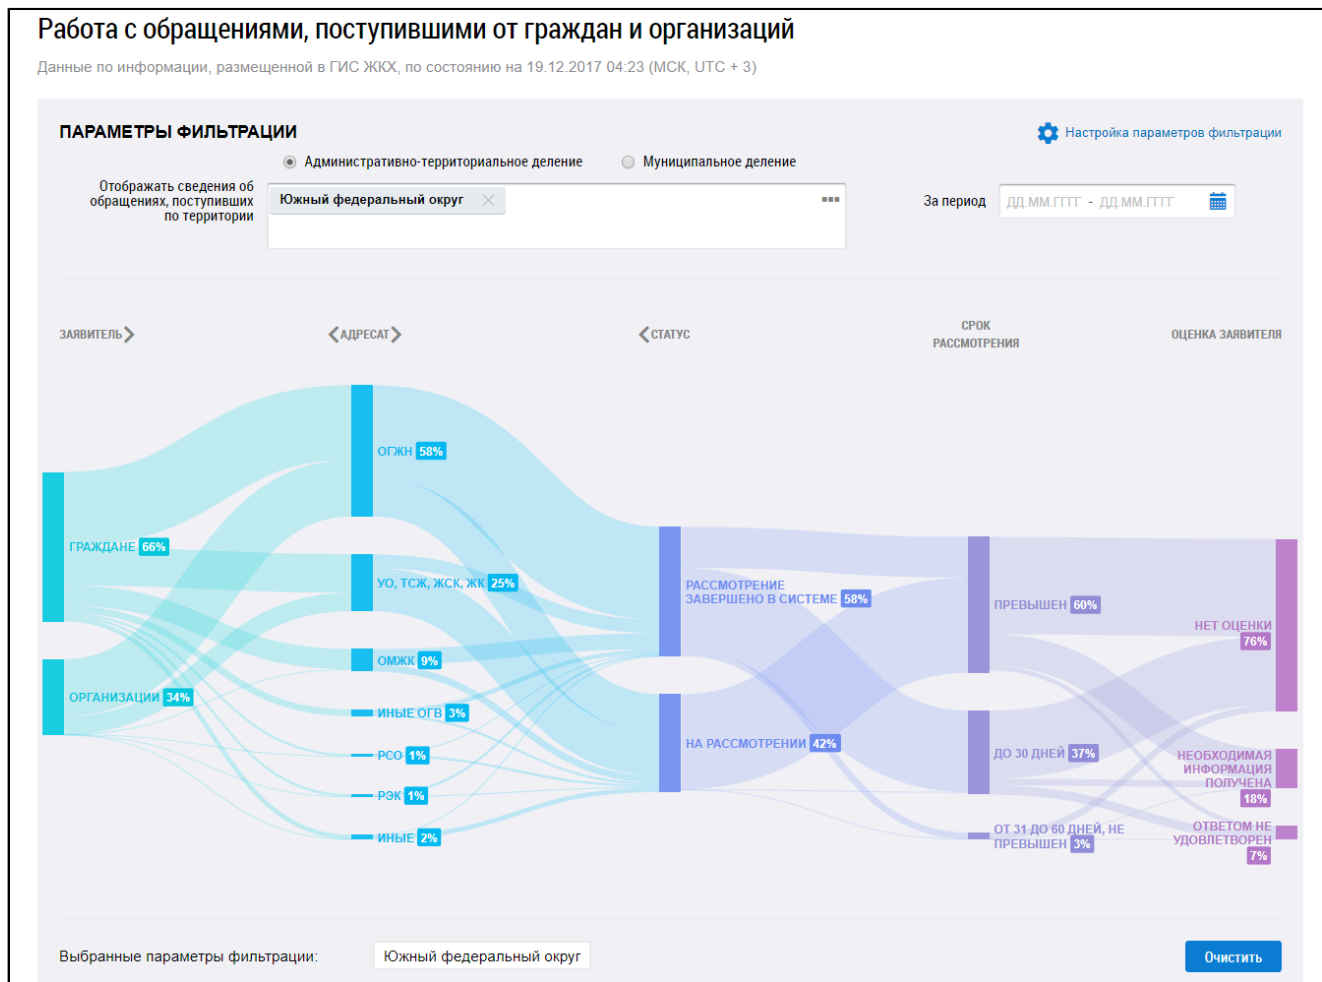 Работа с обращениями, поступившими от граждан и организаций
Данные по информации, размещенной в ГИС ЖКХ, по состоянию на 19.12.2017 04:23 (МСК, UTC + 3)
ПАРАМЕТРЫ ФИЛЬТРАЦИИ
Настройка параметров фильтрации
Административно-территориальное деление
Муниципальное деление
Отображать сведения об
обращениях, поступивших
по территории
Южный федеральный округ
За период
ДД.ММ.ГГГГ - ДД.ММ.ГГГГ
ЗАЯВИТЕЛЬ
АДРЕСАТ
СТАТУС
СРОК
РАССМОТРЕНИЯ
ОЦЕНКА ЗАЯВИТЕЛЯ
ГРАЖДАНЕ 66%
ОРГАНИЗАЦИИ 34%
ОГЖН 58%
УО, ТСЖ, ЖСК, ЖК 25%
ОМЖК 9%
ИНЫЕ ОГВ 3%
РСО 1%
РЭК 1%
ИНЫЕ 2%
РАССМОТРЕНИЕ
ЗАВЕРШЕНО В СИСТЕМЕ 58%
НА РАССМОТРЕНИИ 42%
ПРЕВЫШЕН 60%
ДО 30 ДНЕЙ 37%
ОТ 31 ДО 60 ДНЕЙ, НЕ
ПРЕВЫШЕН 3%
НЕТ ОЦЕНКИ
76%
НЕОБХОДИМАЯ
ИНФОРМАЦИЯ
ПОЛУЧЕНА
18%
ОТВЕТОМ НЕ
УДОВЛЕТВОРЕН
7%
Выбранные параметры фильтрации:
Южный федеральный округ
Очистить